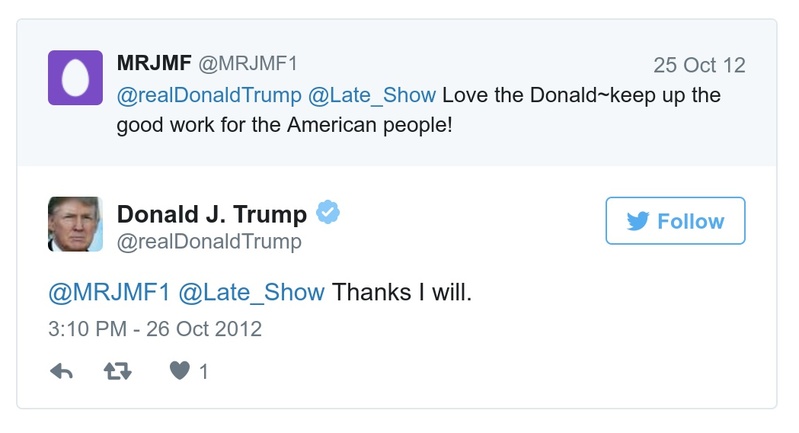 MRJMF @MRJMF1 25 Oct 12
@realDonaldTrump @Late_Show Love the Donald~keep up the
good work for the American people!
Donald J. Trump
@realDonaldTrump
Follow
@MRJMF1 @Late_Show Thanks I will.
3:10 PM - 26 Oct 2012
1